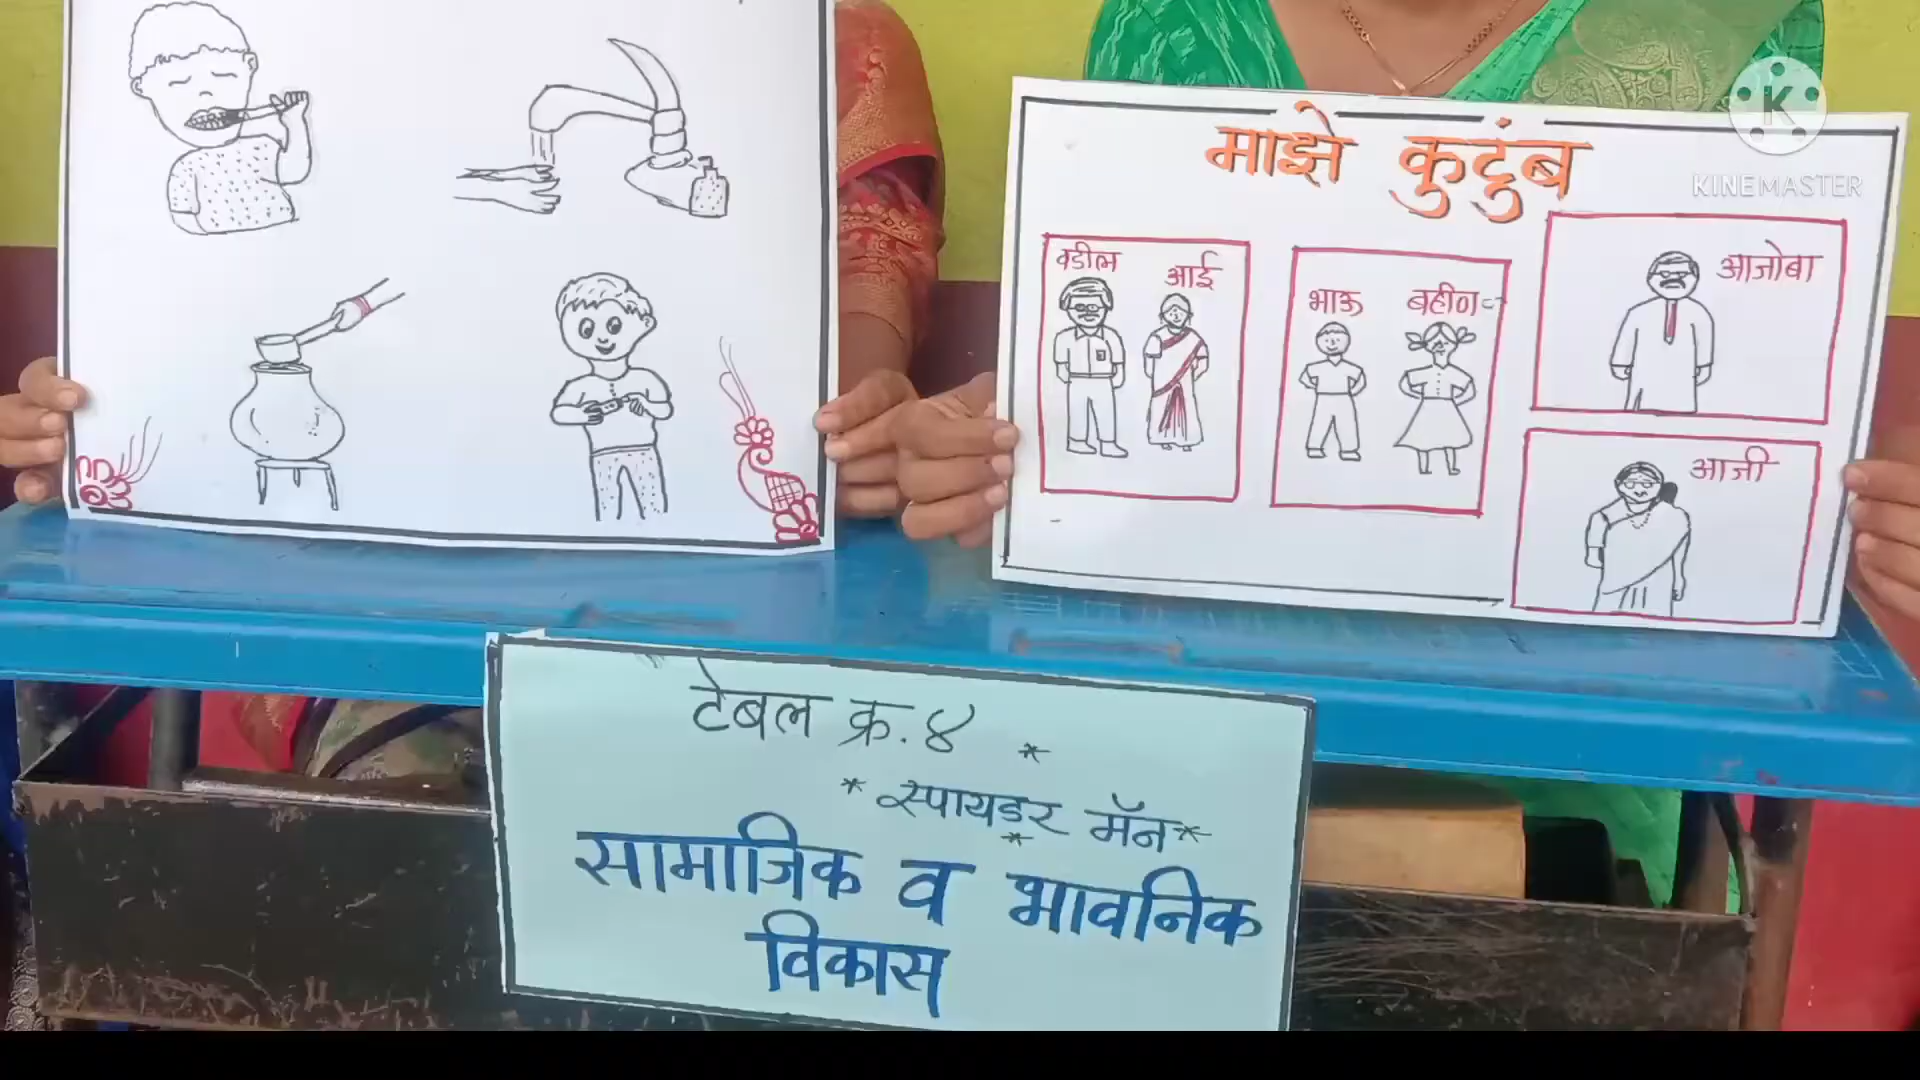 माझे कुटुंब
KINEMASTER
वडील आई
भाऊ बहीण
आजोबा
आजी
टेबल क्र. ४
* स्पायडर मॅन *
सामाजिक व भावनिक
विकास